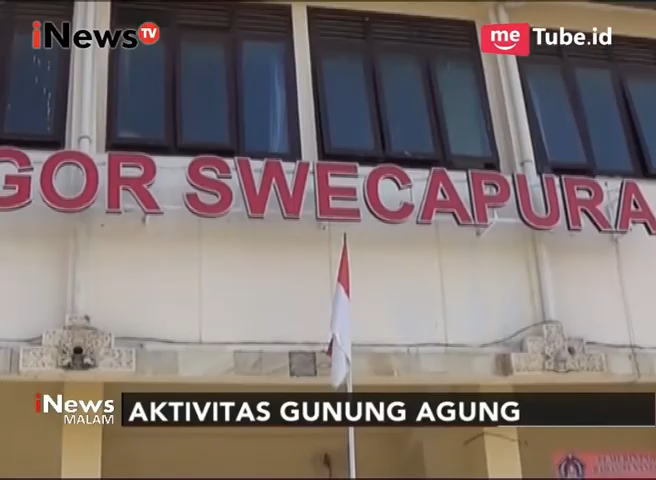 iNews TV
me Tube.id
GOR SWECAPURA
iNews
MALAM
AKTIVITAS GUNUNG AGUNG